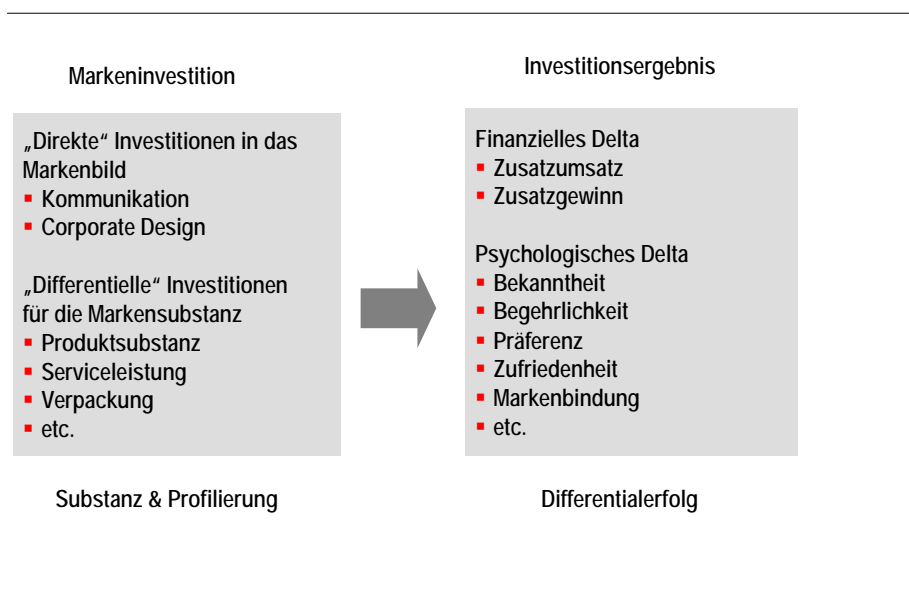 Markeninvestition
„Direkte“ Investitionen in das
Markenbild
Kommunikation
Corporate Design
„Differentielle“ Investitionen
für die Markensubstanz
Produktsubstanz
Serviceleistung
Verpackung
etc.
Substanz & Profilierung
Investitionsergebnis
Finanzielles Delta
Zusatzumsatz
Zusatzgewinn
Psychologisches Delta
Bekanntheit
Begehrlichkeit
Präferenz
Zufriedenheit
Markenbindung
etc.
Differentialerfolg